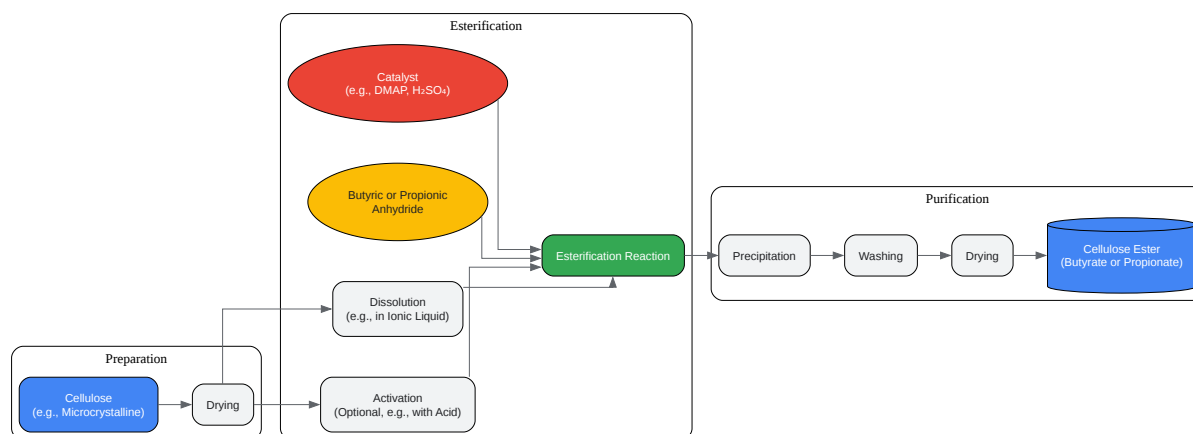 Esterification
Catalyst
(e.g., DMAP, H₂SO₄)
Butyric or Propionic
Anhydride
Esterification Reaction
Dissolution
(e.g., in Ionic Liquid)
Activation
(Optional, e.g., with Acid)
Preparation
Cellulose
(e.g., Microcrystalline)
Drying
Purification
Precipitation
Washing
Drying
Cellulose Ester
(Butyrate or Propionate)